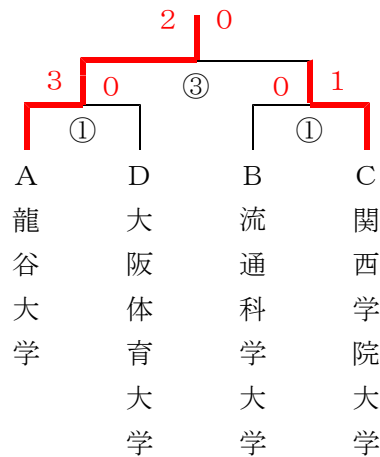 2 0
3 0 ③ 0 1
① ①
A D B C
龍谷大学
大阪体育大学
流通科学大学
関西学院大学